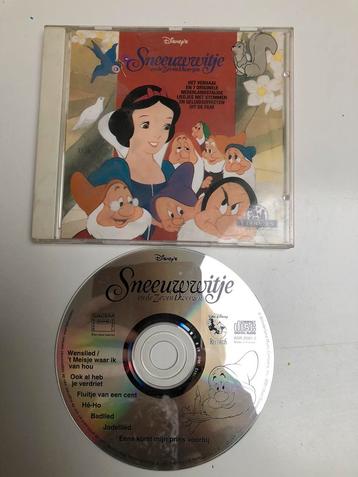 Disney's
Sneeuwwitje
en de Zeven Dwergen
HET VERHAAL
EN 7 ORIGINELE
NEDERLANDSTALIGE
LIEDJES MET STEMMEN
EN GELUIDSEFFECTEN
UIT DE FILM
Disney's
Sneeuwwitje
en de Zeven Dwergen
Wenslied /
't Meisje waar ik
van hou
Ook al heb
je verdriet
Fluitje van een cent
Hé-Ho
Badlied
Jodellied
Eens komt mijn prins voorbij